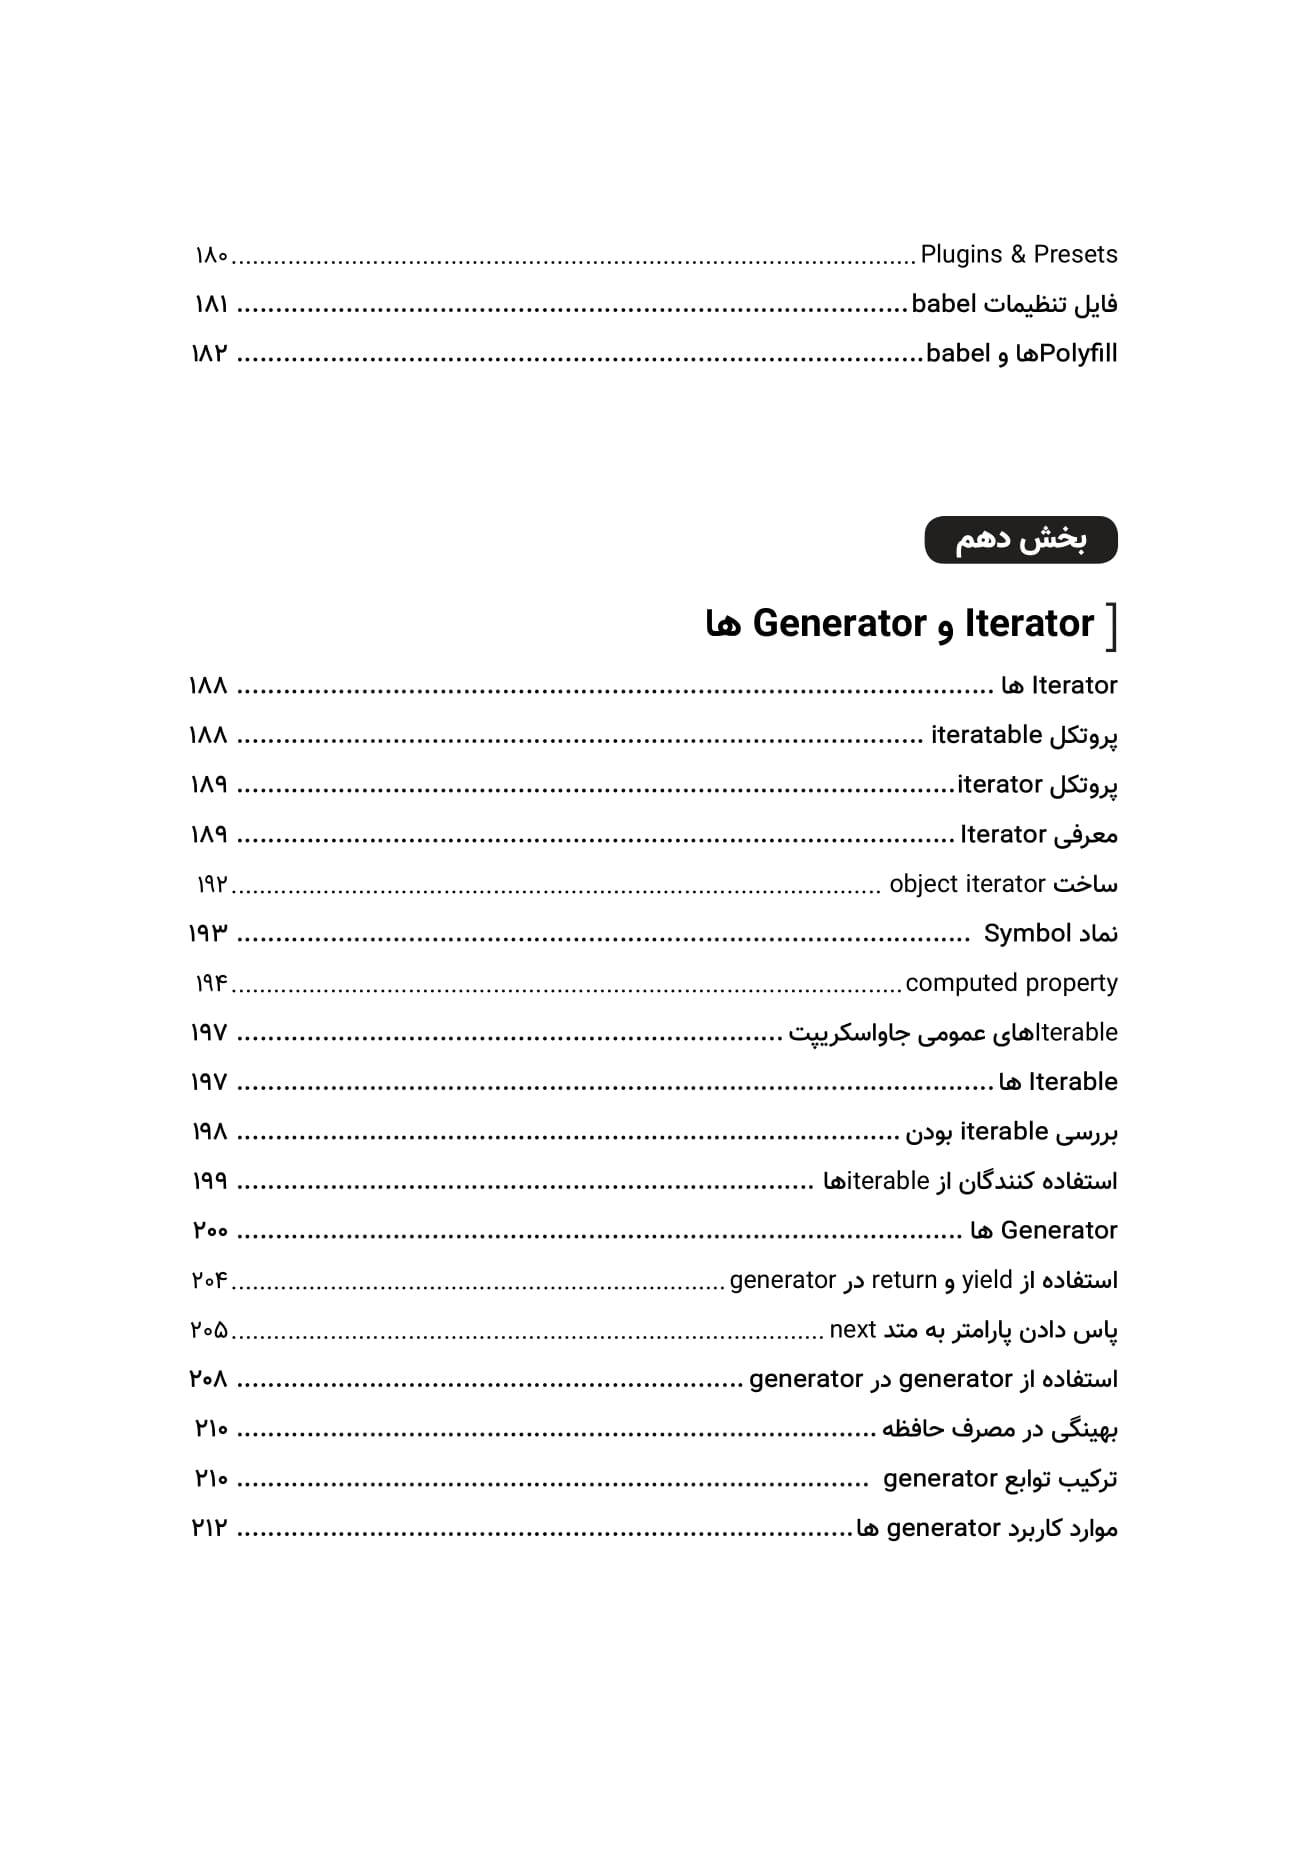 Plugins & Presets ........................................ ۱۸۰
فایل تنظیمات babel ........................................ ۱۸۱
Polyfillها و babel ........................................ ۱۸۲
بخش دهم
Iterator و Generator ها
Iterator ها ........................................ ۱۸۸
پروتکل iteratable ........................................ ۱۸۸
پروتکل iterator ........................................ ۱۸۹
معرفی Iterator ........................................ ۱۸۹
ساخت object iterator ........................................ ۱۹۲
نماد Symbol ........................................ ۱۹۳
computed property ........................................ ۱۹۴
Iterableهای عمومی جاواسکریپت ........................................ ۱۹۷
Iterable ها ........................................ ۱۹۷
بررسی iterable بودن ........................................ ۱۹۸
استفاده کنندگان از iterableها ........................................ ۱۹۹
Generator ها ........................................ ۲۰۰
استفاده از yield و return در generator ........................................ ۲۰۴
پاس دادن پارامتر به متد next ........................................ ۲۰۵
استفاده از generator در generator ........................................ ۲۰۸
بهینگی در مصرف حافظه ........................................ ۲۱۰
ترکیب توابع generator ........................................ ۲۱۰
موارد کاربرد generator ها ........................................ ۲۱۲